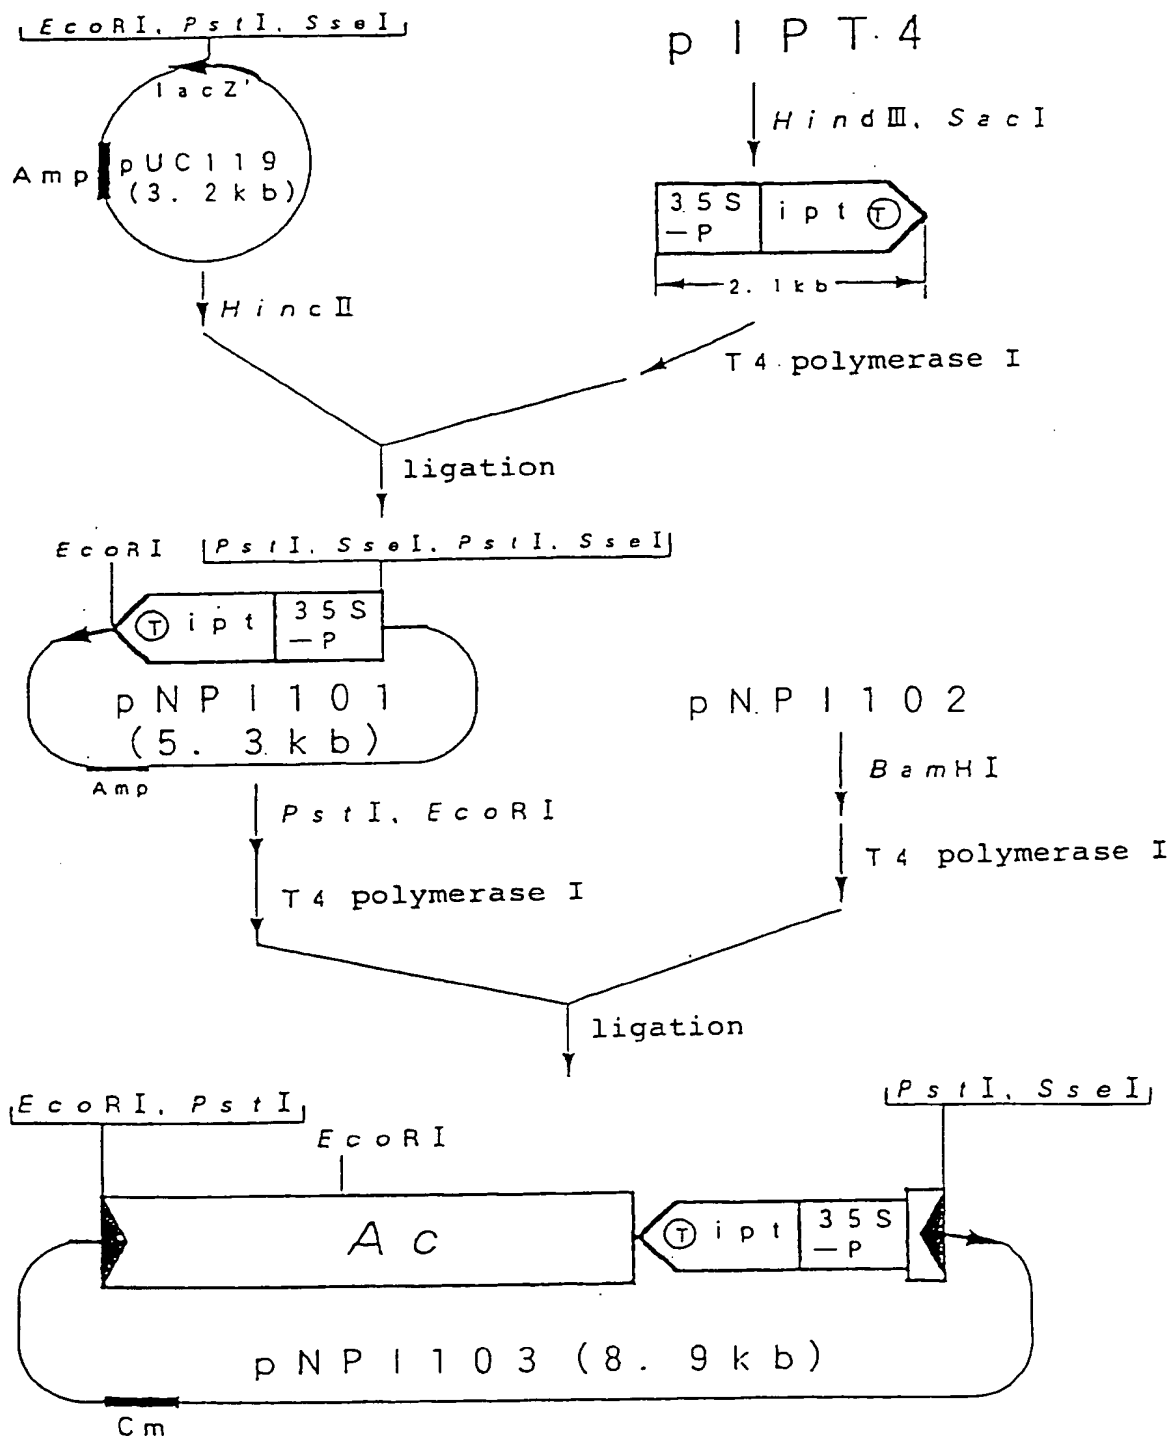 EcoRI, PstI, SseI
lacZ'
pUC119
(3.2kb)
Amp
HincII
pIPT4
HindIII, SacI
35S
-P
ipt T
2.1kb
T4 polymerase I
ligation
EcoRI
PstI, SseI, PstI, SseI
T ipt
35S
-P
pNPI101
(5.3kb)
Amp
PstI, EcoRI
T4 polymerase I
pNPI102
BamHI
T4 polymerase I
ligation
EcoRI, PstI
EcoRI
PstI, SseI
Ac
T ipt
35S
-P
pNPI103 (8.9kb)
Cm